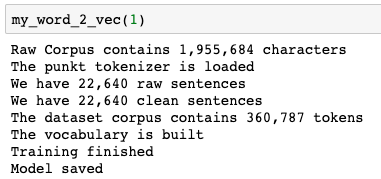 my_word_2_vec(1)
Raw Corpus contains 1,955,684 characters
The punkt tokenizer is loaded
We have 22,640 raw sentences
We have 22,640 clean sentences
The dataset corpus contains 360,787 tokens
The vocabulary is built
Training finished
Model saved